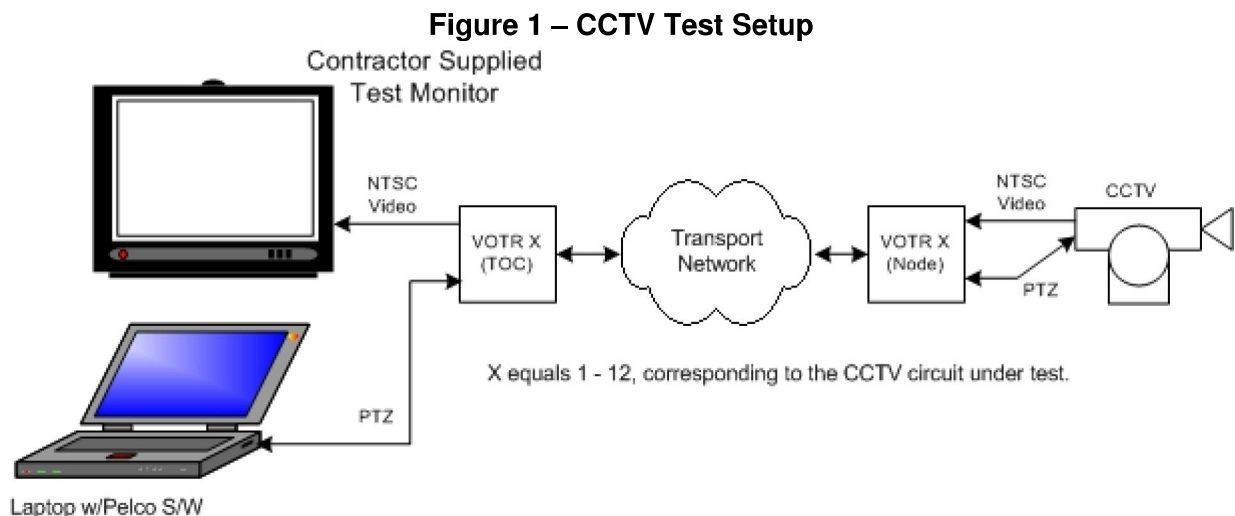 Figure 1 – CCTV Test Setup
Contractor Supplied
Test Monitor
NTSC
Video
VOTR X
(TOC)
Transport
Network
VOTR X
(Node)
NTSC
Video
CCTV
PTZ
X equals 1 - 12, corresponding to the CCTV circuit under test.
PTZ
Laptop w/Pelco S/W